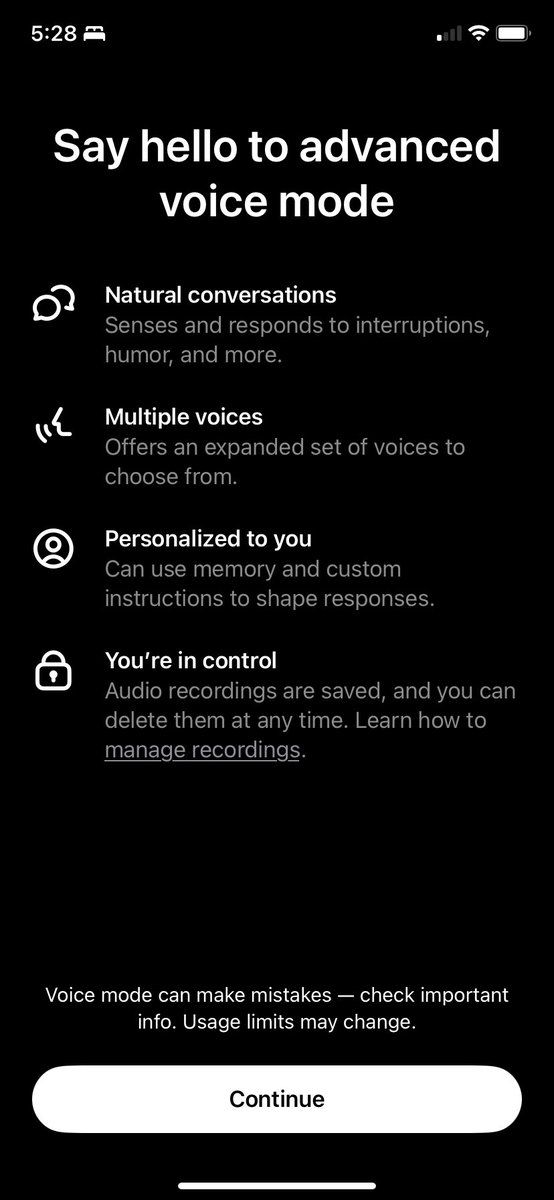 5:28
Say hello to advanced
voice mode
Natural conversations
Senses and responds to interruptions,
humor, and more.
Multiple voices
Offers an expanded set of voices to
choose from.
Personalized to you
Can use memory and custom
instructions to shape responses.
You’re in control
Audio recordings are saved, and you can
delete them at any time. Learn how to
manage recordings.
Voice mode can make mistakes — check important
info. Usage limits may change.
Continue